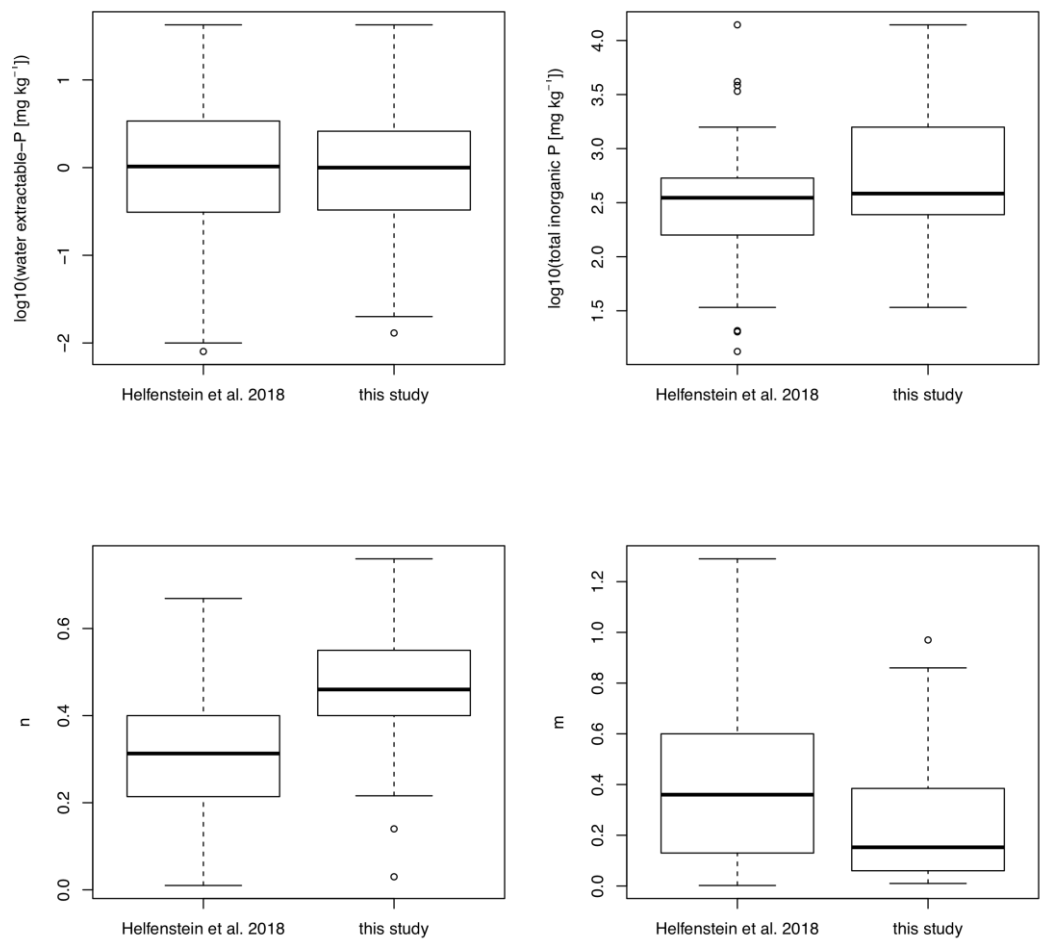 log10(water extractable−P [mg kg⁻¹])
1
0
−1
−2
Helfenstein et al. 2018
this study
log10(total inorganic P [mg kg⁻¹])
4.0
3.5
3.0
2.5
2.0
1.5
Helfenstein et al. 2018
this study
n
0.6
0.4
0.2
0.0
Helfenstein et al. 2018
this study
m
1.2
1.0
0.8
0.6
0.4
0.2
0.0
Helfenstein et al. 2018
this study